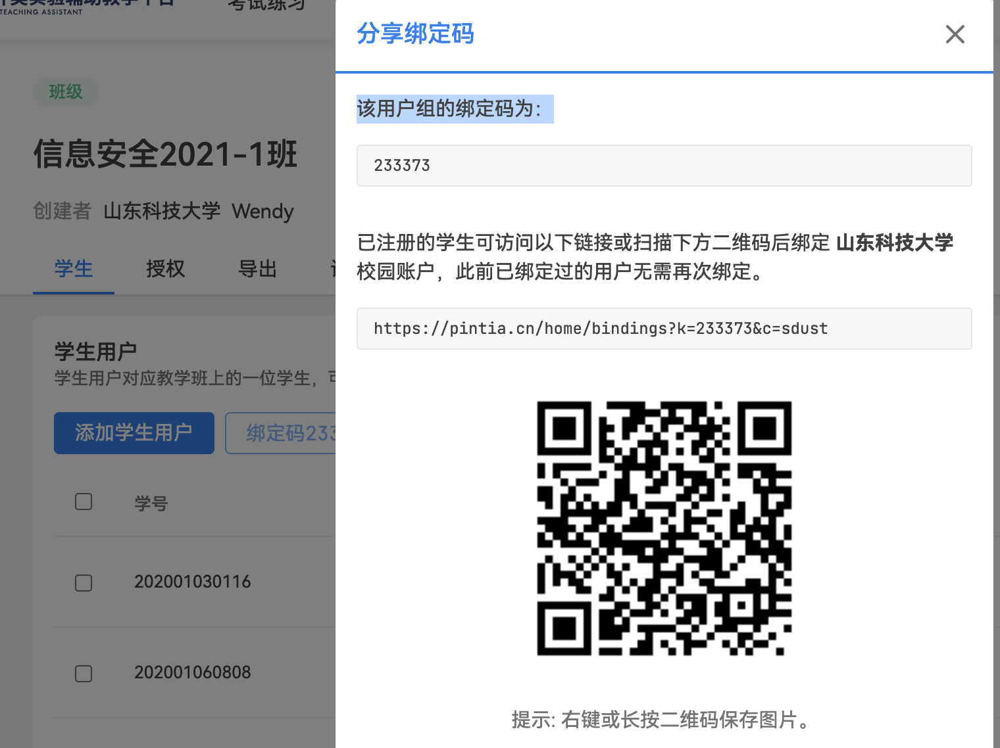 TEACHING ASSISTANT
考试练习
班级
信息安全2021-1班
创建者 山东科技大学 Wendy
学生 授权 导出
学生用户
学生用户对应教学班上的一位学生，
添加学生用户
绑定码233
学号
202001030116
202001060808
分享绑定码
该用户组的绑定码为：
233373
已注册的学生可访问以下链接或扫描下方二维码后绑定 山东科技大学
校园账户，此前已绑定过的用户无需再次绑定。
https://pintia.cn/home/bindings?k=233373&c=sdust
提示: 右键或长按二维码保存图片。